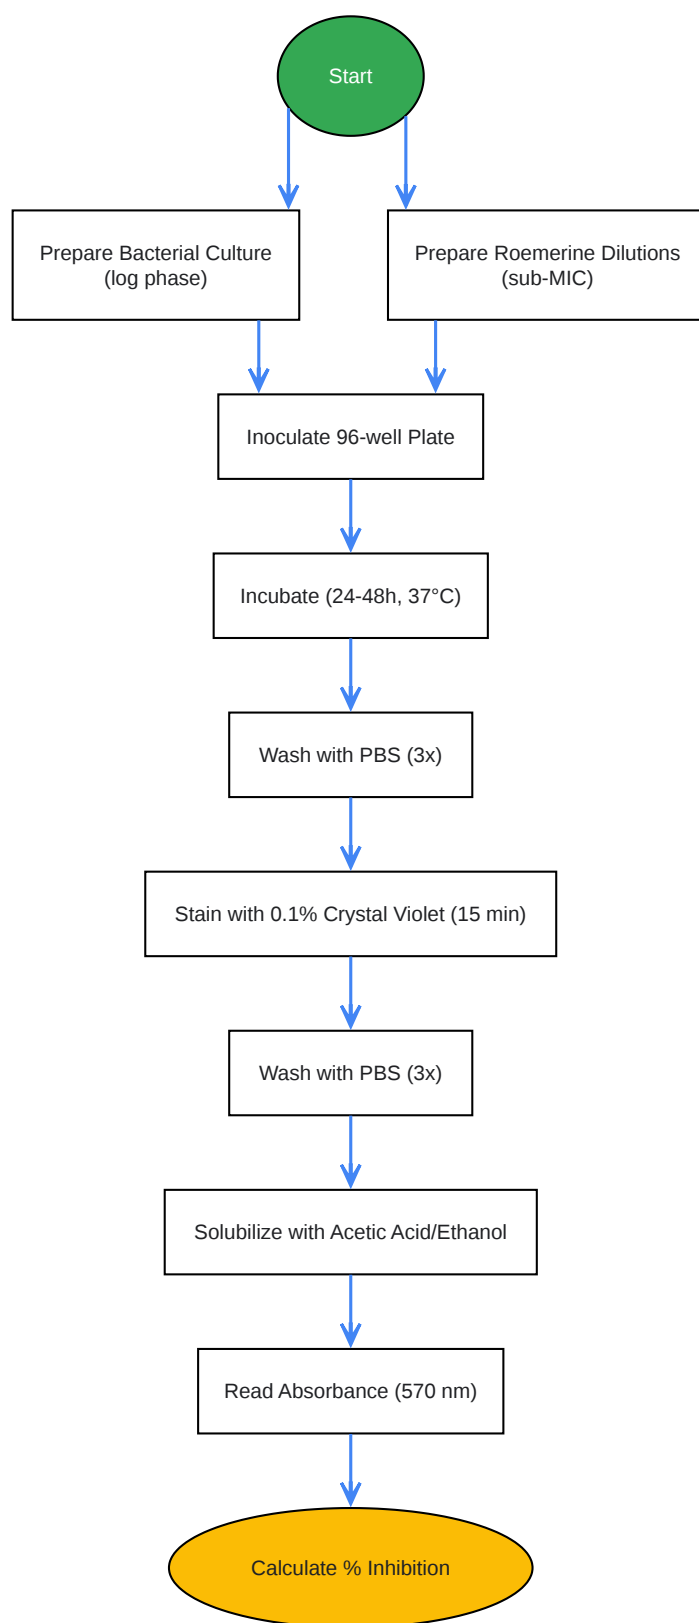 Start
Prepare Bacterial Culture
(log phase)
Prepare Roemerine Dilutions
(sub-MIC)
Inoculate 96-well Plate
Incubate (24-48h, 37°C)
Wash with PBS (3x)
Stain with 0.1% Crystal Violet (15 min)
Wash with PBS (3x)
Solubilize with Acetic Acid/Ethanol
Read Absorbance (570 nm)
Calculate % Inhibition